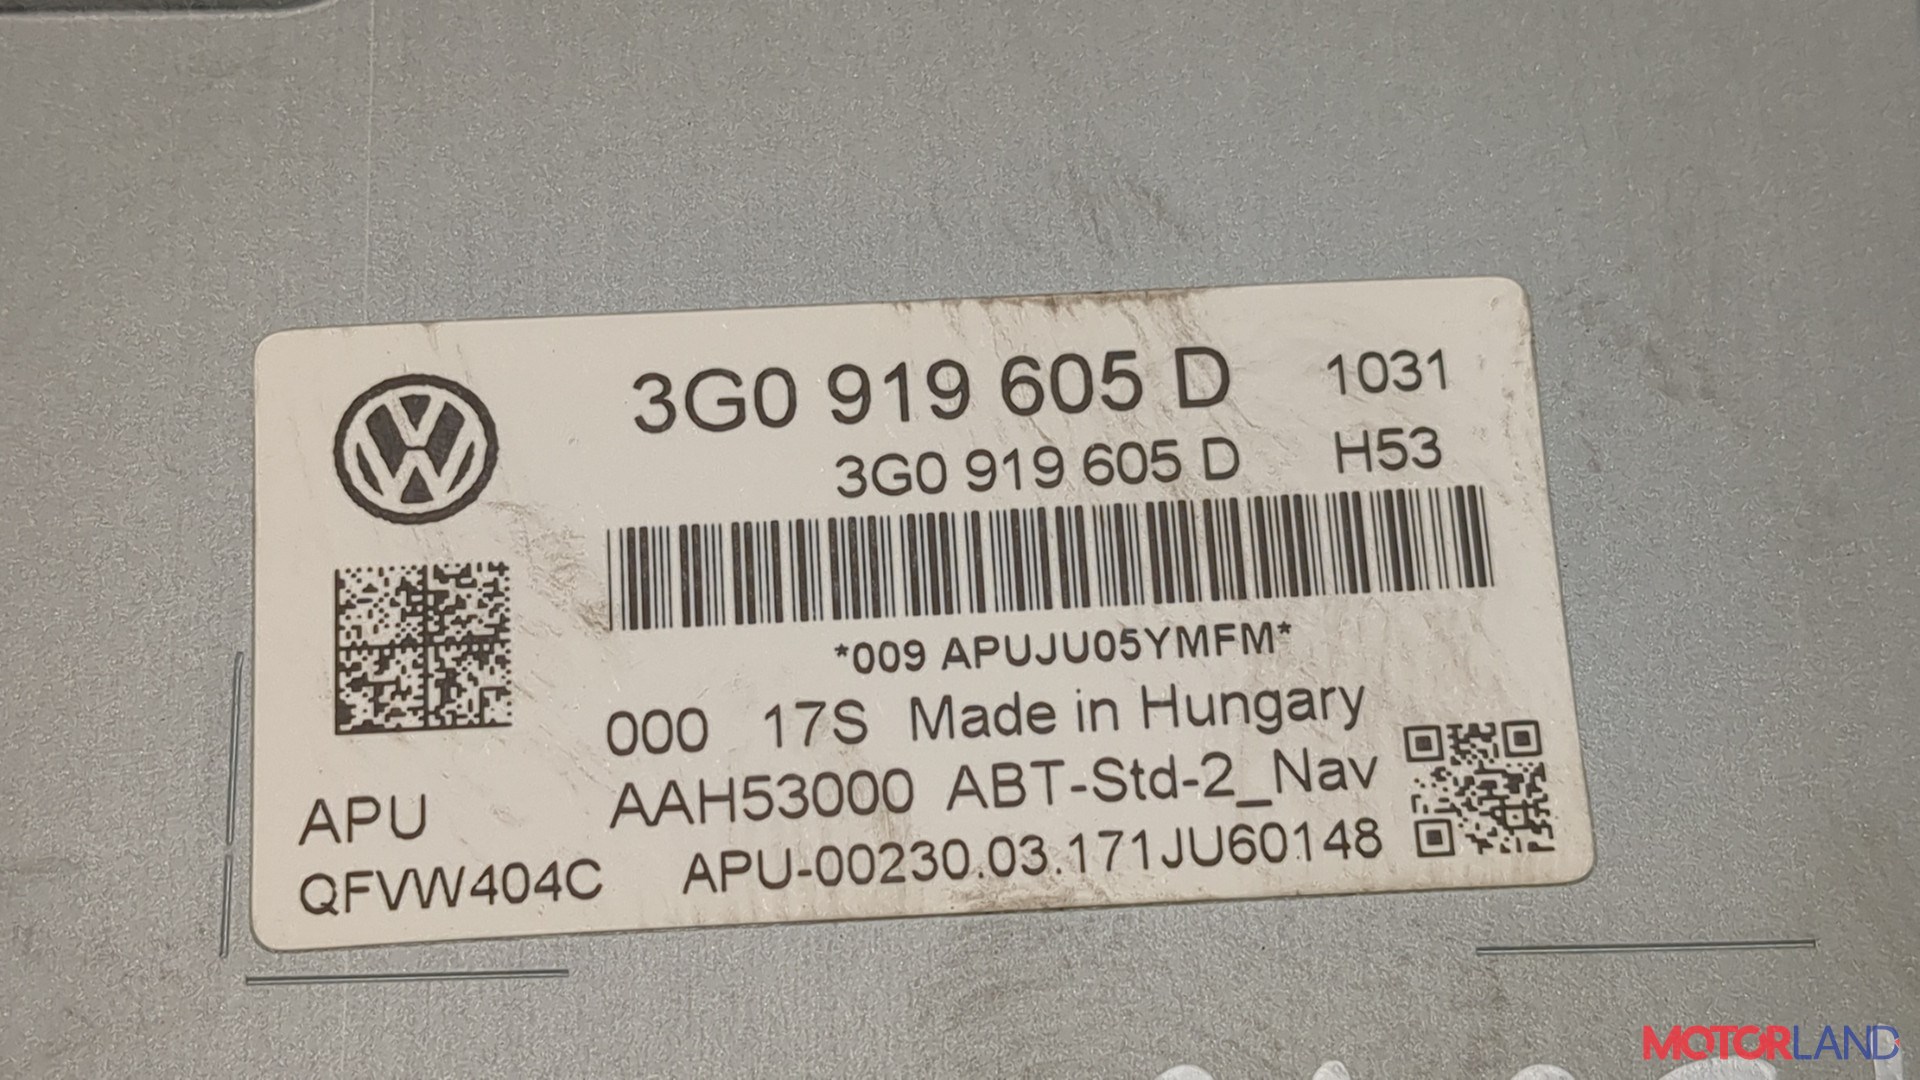 3G0 919 605 D 1031
3G0 919 605 D H53
*009 APUJU05YMFM*
000 17S Made in Hungary
APU AAH53000 ABT-Std-2_Nav
QFVW404C APU-00230.03.171JU60148
MOTORLAND